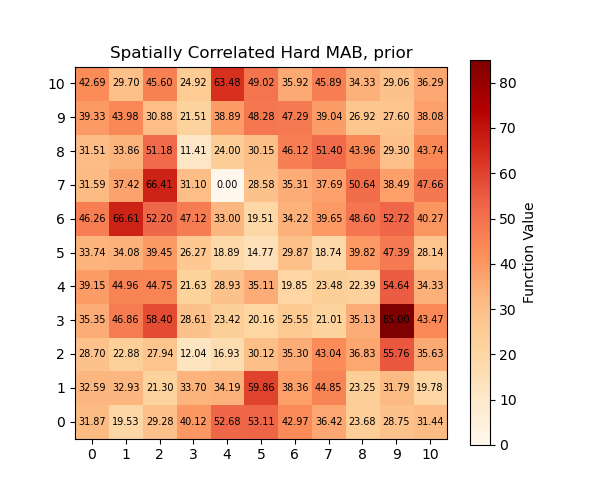 Spatially Correlated Hard MAB, prior
10 42.69 29.70 45.60 24.92 63.48 49.02 35.92 45.89 34.33 29.06 36.29
9 39.33 43.98 30.88 21.51 38.89 48.28 47.29 39.04 26.92 27.60 38.08
8 31.51 33.86 51.18 11.41 24.00 30.15 46.12 51.40 43.96 29.30 43.74
7 31.59 37.42 66.41 31.10 0.00 28.58 35.31 37.69 50.64 38.49 47.66
6 46.26 66.61 52.20 47.12 33.00 19.51 34.22 39.65 48.60 52.72 40.27
5 33.74 34.08 39.45 26.27 18.89 14.77 29.87 18.74 39.82 47.39 28.14
4 39.15 44.96 44.75 21.63 28.93 35.11 19.85 23.48 22.39 54.64 34.33
3 35.35 46.86 58.40 28.61 23.42 20.16 25.55 21.01 35.13 85.00 43.47
2 28.70 22.88 27.94 12.04 16.93 30.12 35.30 43.04 36.83 55.76 35.63
1 32.59 32.93 21.30 33.70 34.19 59.86 38.36 44.85 23.25 31.79 19.78
0 31.87 19.53 29.28 40.12 52.68 53.11 42.97 36.42 23.68 28.75 31.44
0 1 2 3 4 5 6 7 8 9 10
80
70
60
50
40
30
20
10
0
Function Value